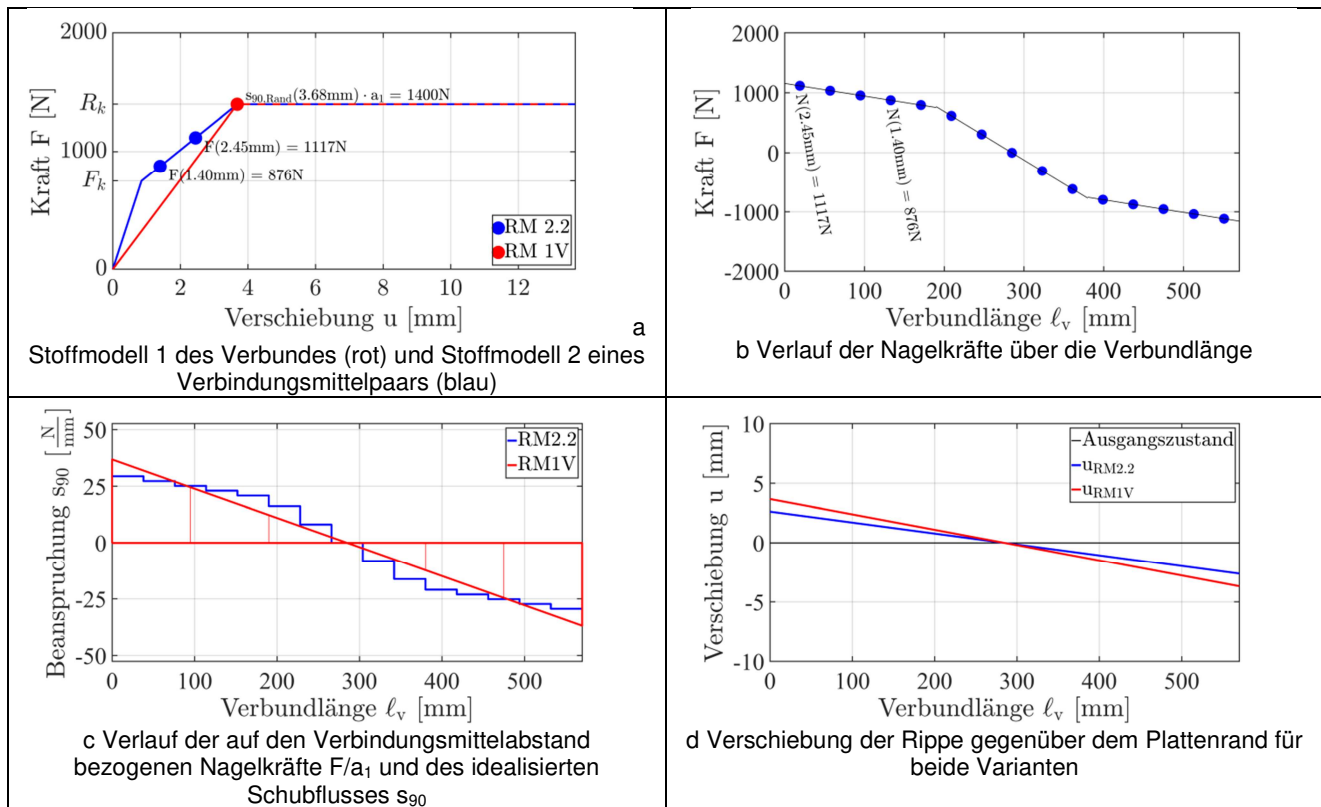 2000
R_k
1000
F_k
0
Kraft F [N]
s_90,Rand(3.68mm) · a_1 = 1400N
F(2.45mm) = 1117N
F(1.40mm) = 876N
RM 2.2
RM 1V
0 2 4 6 8 10 12
Verschiebung u [mm]
a
Stoffmodell 1 des Verbundes (rot) und Stoffmodell 2 eines
Verbindungsmittelpaars (blau)
2000
1000
0
-1000
-2000
Kraft F [N]
N(2.45mm) = 1117N
N(1.40mm) = 876N
0 100 200 300 400 500
Verbundlänge ℓ_v [mm]
b Verlauf der Nagelkräfte über die Verbundlänge
50
25
0
-25
-50
Beanspruchung s_90 [N/mm]
RM2.2
RM1V
0 100 200 300 400 500
Verbundlänge ℓ_v [mm]
c Verlauf der auf den Verbindungsmittelabstand
bezogenen Nagelkräfte F/a_1 und des idealisierten
Schubflusses s_90
10
5
0
-5
-10
Verschiebung u [mm]
Ausgangszustand
u_RM2.2
u_RM1V
0 100 200 300 400 500
Verbundlänge ℓ_v [mm]
d Verschiebung der Rippe gegenüber dem Plattenrand für
beide Varianten